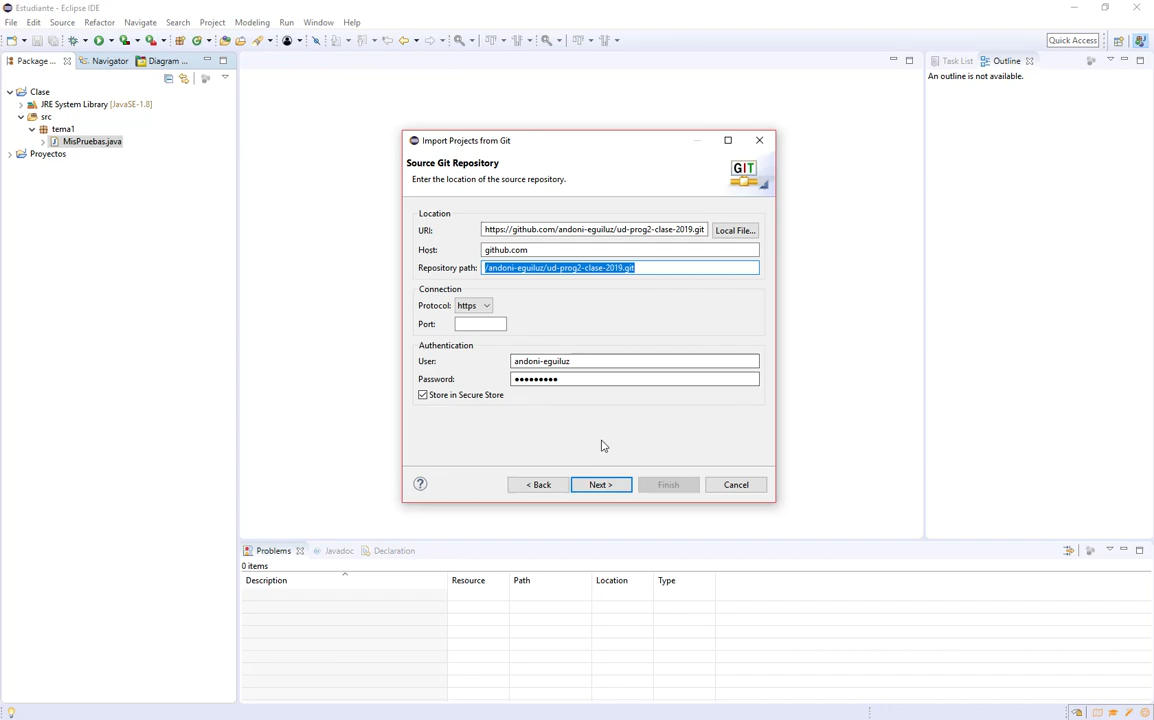 Estudiante - Eclipse IDE
File Edit Source Refactor Navigate Search Project Modeling Run Window Help
Quick Access
Package ... Navigator Diagram ...
Task List Outline
An outline is not available.
Clase
JRE System Library [JavaSE-1.8]
src
tema1
MisPruebas.java
Proyectos
Import Projects from Git
Source Git Repository
Enter the location of the source repository.
GIT
Location
URI: https://github.com/andoni-eguiluz/ud-prog2-clase-2019.git Local File...
Host: github.com
Repository path: /andoni-eguiluz/ud-prog2-clase-2019.git
Connection
Protocol: https
Port:
Authentication
User: andoni-eguiluz
Password: •••••••••
Store in Secure Store
< Back Next > Finish Cancel
Problems Javadoc Declaration
0 items
Description Resource Path Location Type